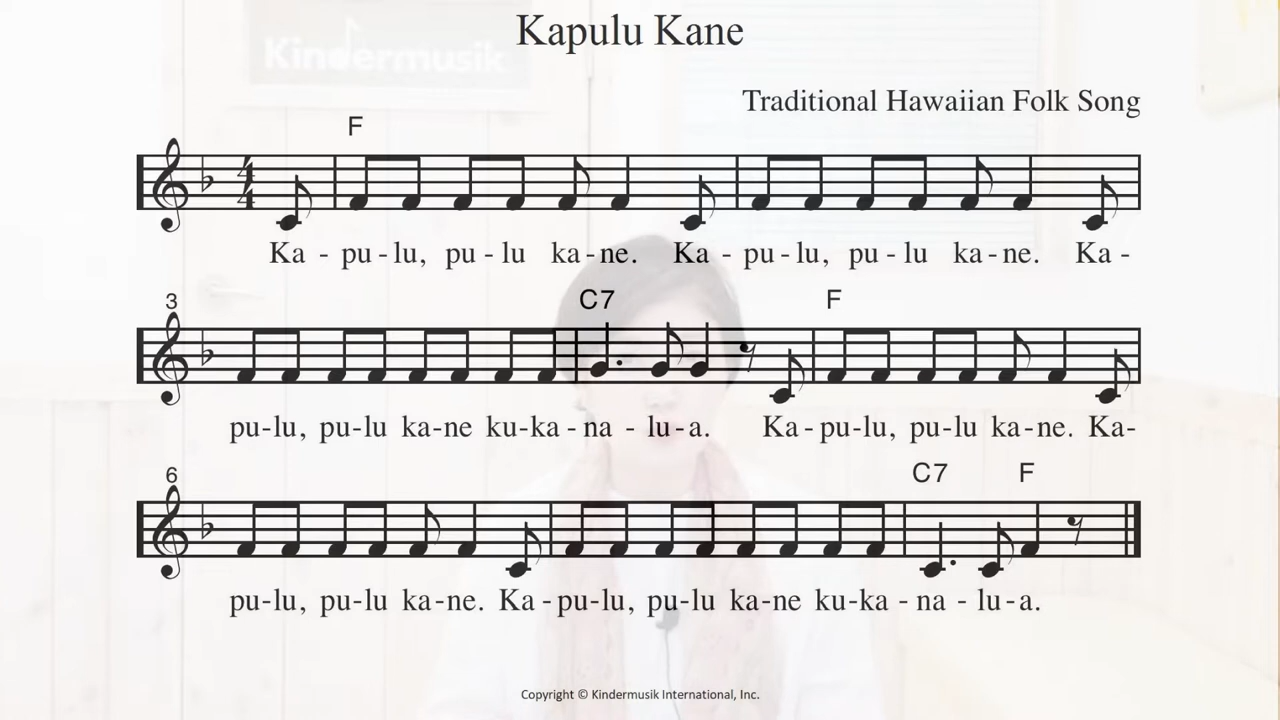 Kindermusik
Kapulu Kane
Traditional Hawaiian Folk Song
F
4
4
Ka - pu - lu, pu - lu ka - ne. Ka - pu - lu, pu - lu ka - ne. Ka -
3
C7 F
pu-lu, pu-lu ka-ne ku-ka - na - lu-a. Ka - pu-lu, pu-lu ka-ne. Ka-
6
C7 F
pu-lu, pu-lu ka-ne. Ka - pu-lu, pu-lu ka-ne ku-ka - na - lu-a.
Copyright © Kindermusik International, Inc.